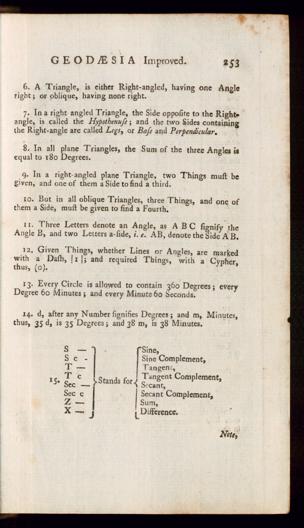 GEODÆSIA Improved. 253
6. A Triangle, is either Right-angled, having one Angle
right; or oblique, having none right.
7. In a right angled Triangle, the Side opposite to the Right-
angle, is called the Hypothenuse; and the two Sides containing
the Right-angle are called Legs, or Base and Perpendicular.
8. In all plane Triangles, the Sum of the three Angles is
equal to 180 Degrees.
9. In a right-angled plane Triangle, two Things must be
given, and one of them a Side to find a third.
10. But in all oblique Triangles, three Things, and one of
them a Side, must be given to find a Fourth.
11. Three Letters denote an Angle, as A B C signify the
Angle B, and two Letters a-side, i. e. AB, denote the Side AB.
12. Given Things, whether Lines or Angles, are marked
with a Dash, |1|; and required Things, with a Cypher,
thus, (0).
13. Every Circle is allowed to contain 360 Degrees; every
Degree 60 Minutes; and every Minute 60 Seconds.
14. d, after any Number signifies Degrees; and m, Minutes,
thus, 35 d, is 35 Degrees; and 38 m, is 38 Minutes.
S — Sine,
S c - Sine Complement,
T — Tangent,
T c Tangent Complement,
15. Sec — Stands for Secant,
Sec c Secant Complement,
Z — Sum,
X — Difference.
Note,